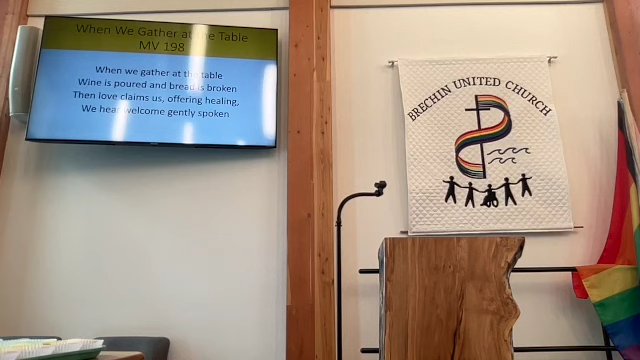 When We Gather at the Table
MV 198
When we gather at the table
Wine is poured and bread is broken
Then love claims us, offering healing,
We hear welcome gently spoken
BRECHIN UNITED CHURCH